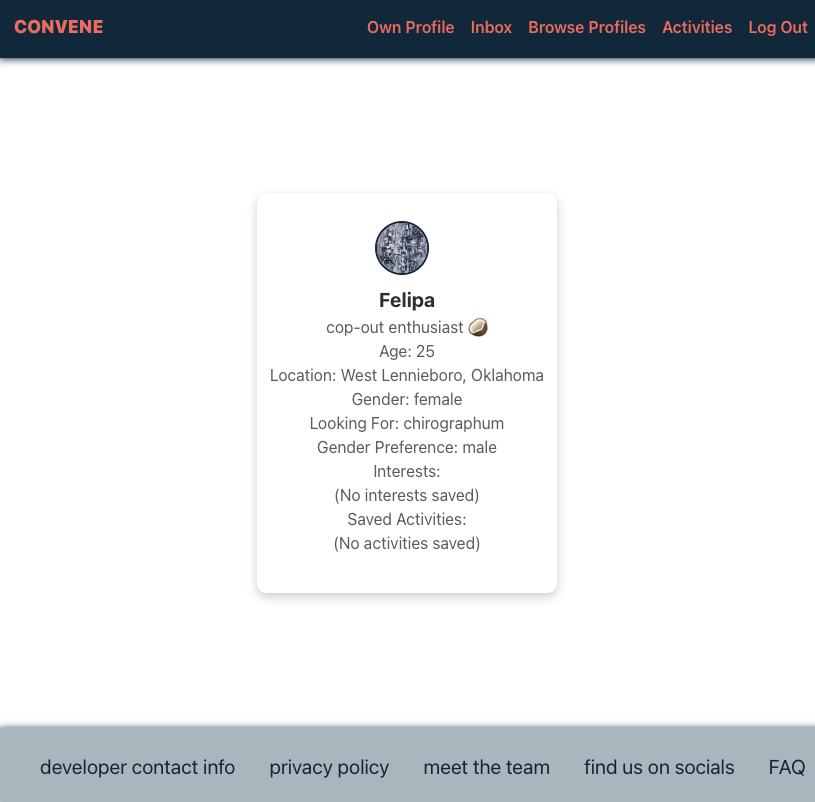 CONVENE Own Profile Inbox Browse Profiles Activities Log Out
Felipa
cop-out enthusiast 🥥
Age: 25
Location: West Lennieboro, Oklahoma
Gender: female
Looking For: chirographum
Gender Preference: male
Interests:
(No interests saved)
Saved Activities:
(No activities saved)
developer contact info privacy policy meet the team find us on socials FAQ